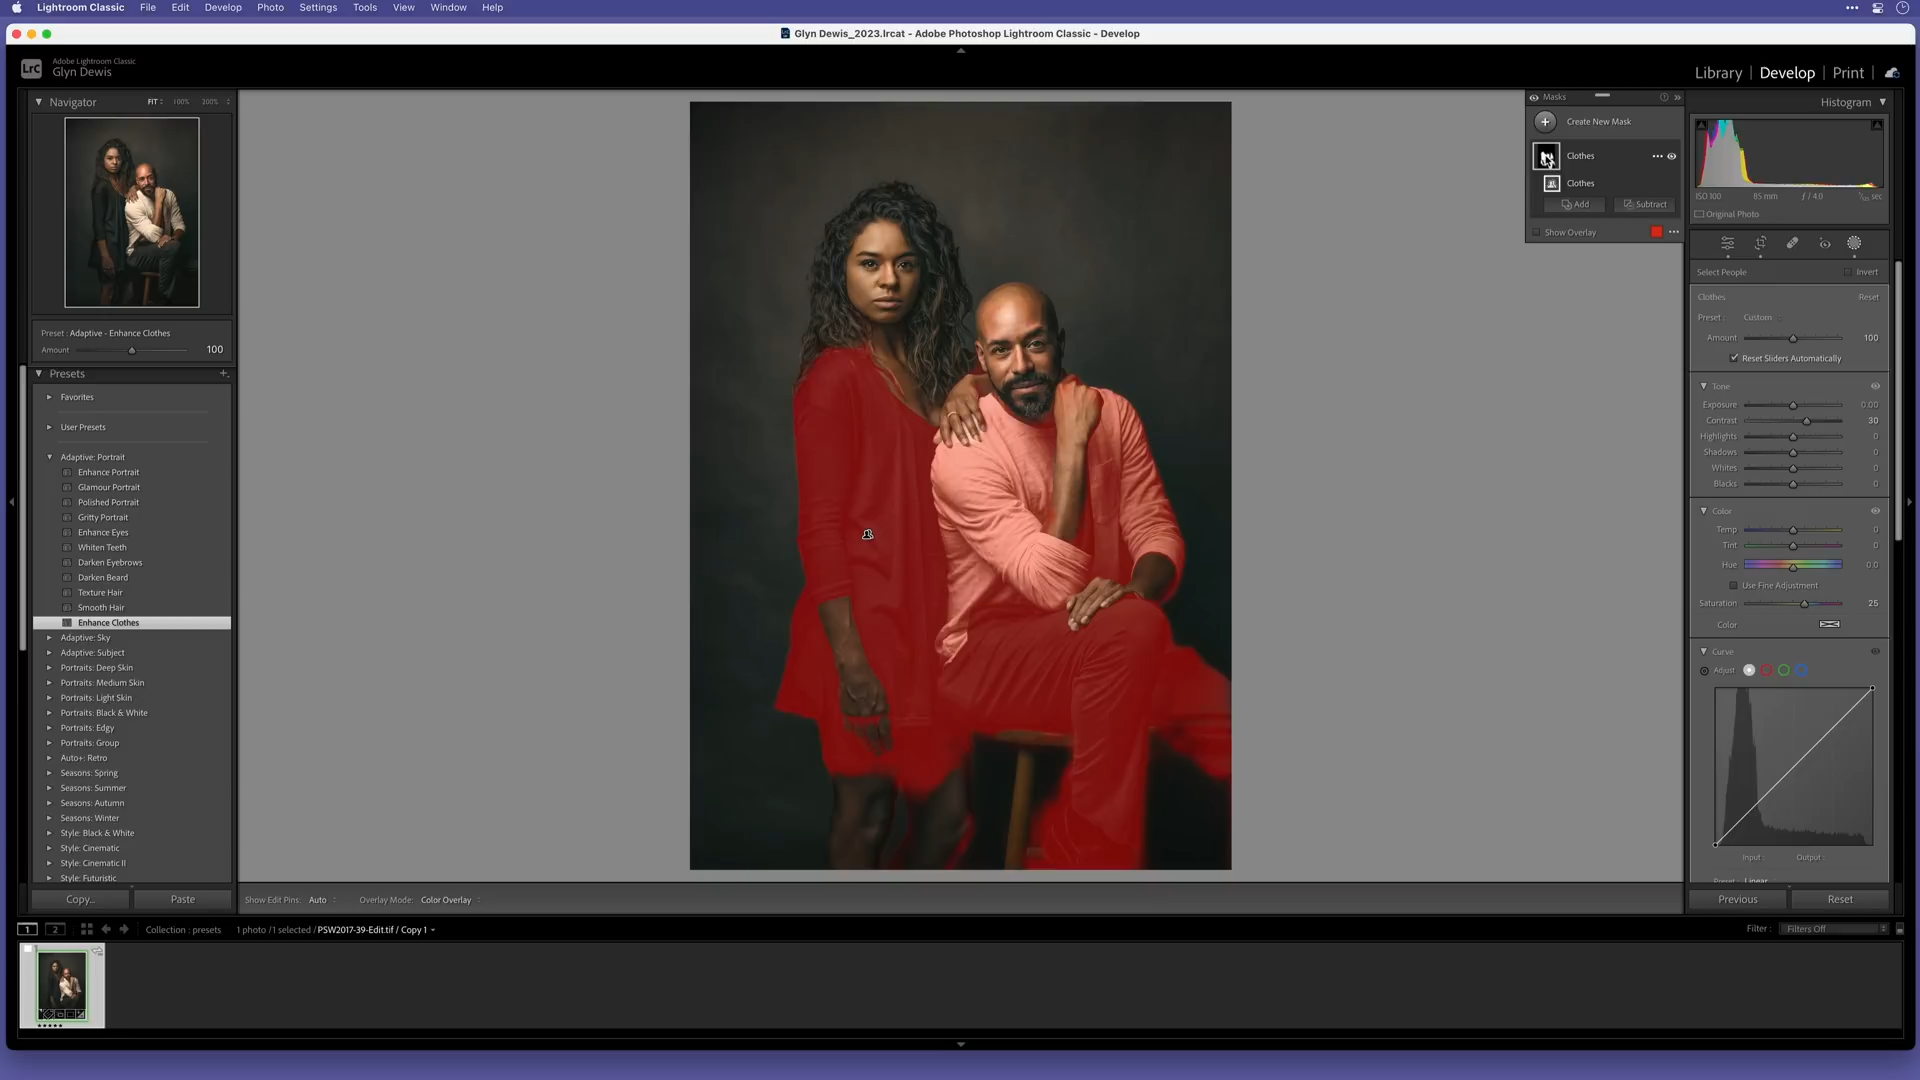 Lightroom Classic File Edit Develop Photo Settings Tools View Window Help
Glyn Dewis_2023.lrcat - Adobe Photoshop Lightroom Classic - Develop
LrC
Adobe Lightroom Classic
Glyn Dewis
Library | Develop | Print
Navigator FIT 100% 200%
Preset : Adaptive - Enhance Clothes
Amount 100
Presets +
Favorites
User Presets
Adaptive: Portrait
Enhance Portrait
Glamour Portrait
Polished Portrait
Gritty Portrait
Enhance Eyes
Whiten Teeth
Darken Eyebrows
Darken Beard
Texture Hair
Smooth Hair
Enhance Clothes
Adaptive: Sky
Adaptive: Subject
Portraits: Deep Skin
Portraits: Medium Skin
Portraits: Light Skin
Portraits: Black & White
Portraits: Edgy
Portraits: Group
Auto+: Retro
Seasons: Spring
Seasons: Summer
Seasons: Autumn
Seasons: Winter
Style: Black & White
Style: Cinematic
Style: Cinematic II
Style: Futuristic
Copy... Paste
Masks
Create New Mask
Clothes
Clothes
Add Subtract
Show Overlay
Histogram
ISO 100 85 mm ƒ / 4.0 sec
Original Photo
Select People Invert
Clothes Reset
Preset : Custom
Amount 100
Reset Sliders Automatically
Tone
Exposure 0.00
Contrast 30
Highlights 0
Shadows 0
Whites 0
Blacks 0
Color
Temp 0
Tint 0
Hue 0.0
Use Fine Adjustment
Saturation 25
Color
Curve
Adjust
Input : Output :
Preset : Linear
Previous Reset
Show Edit Pins: Auto Overlay Mode: Color Overlay
1 2 Collection : presets 1 photo / 1 selected / PSW2017-39-Edit.tif / Copy 1
Filter : Filters Off